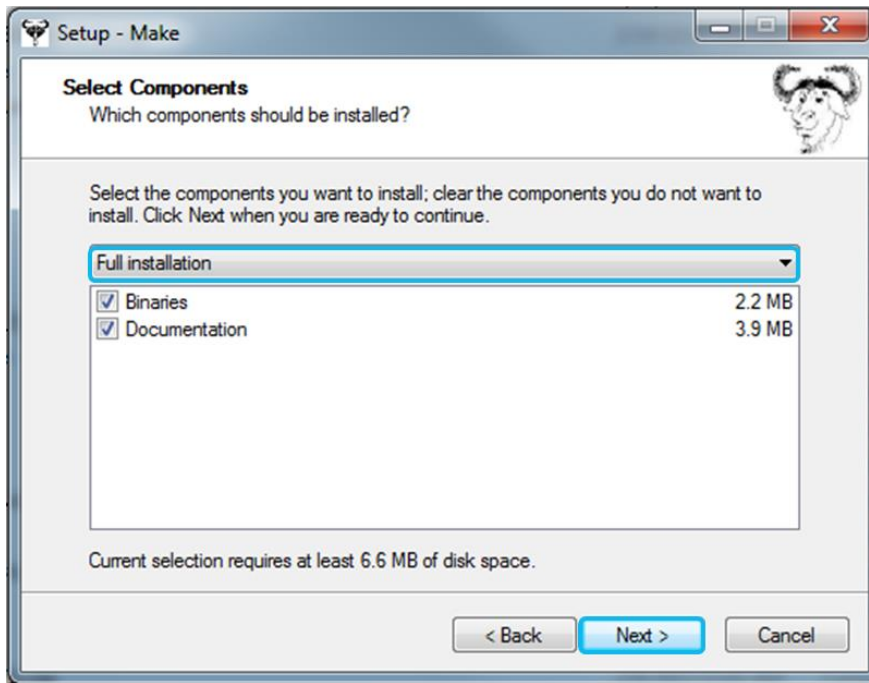 Setup - Make
Select Components
Which components should be installed?
Select the components you want to install; clear the components you do not want to
install. Click Next when you are ready to continue.
Full installation
Binaries 2.2 MB
Documentation 3.9 MB
Current selection requires at least 6.6 MB of disk space.
< Back Next > Cancel